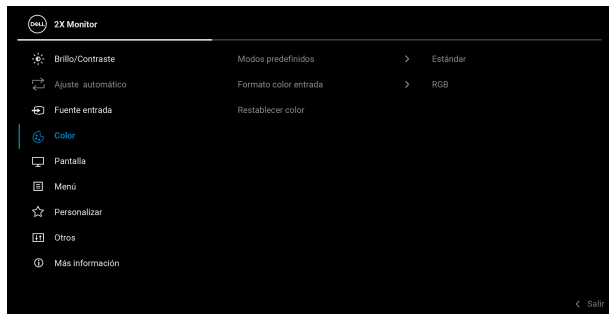 DELL 2X Monitor
Brillo/Contraste Modos predefinidos > Estándar
Ajuste automático Formato color entrada > RGB
Fuente entrada Restablecer color
Color
Pantalla
Menú
Personalizar
Otros
Más información
< Salir